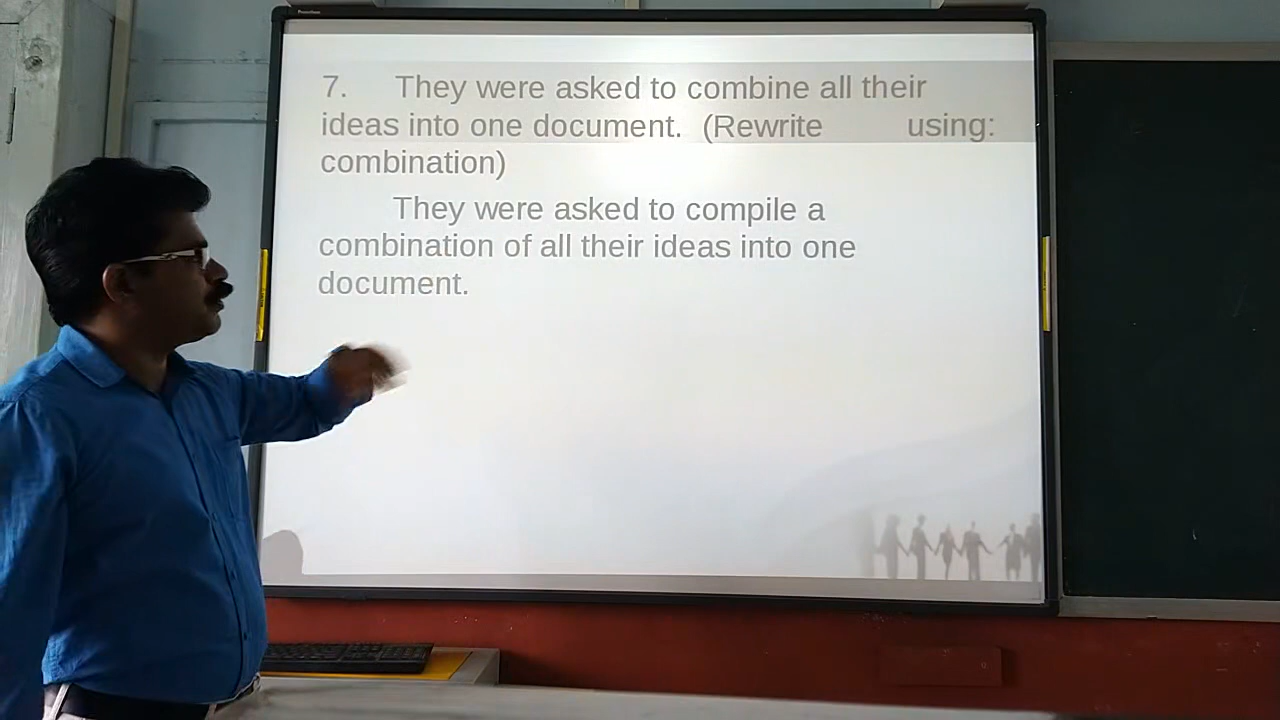 7. They were asked to combine all their
ideas into one document. (Rewrite using:
combination)
They were asked to compile a
combination of all their ideas into one
document.